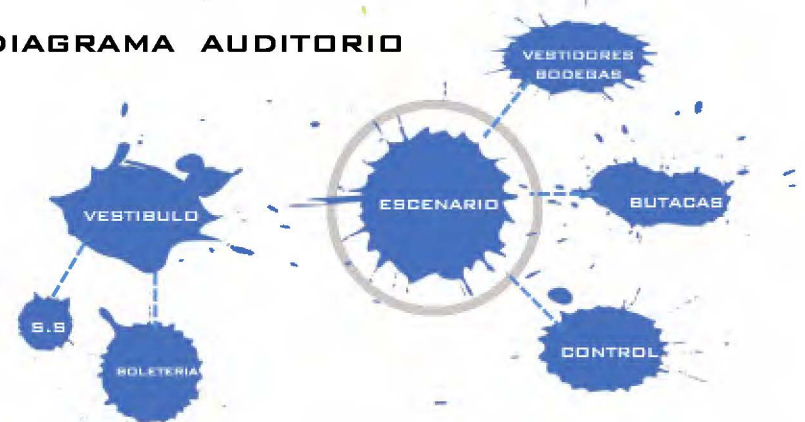 DIAGRAMA AUDITORIO
VESTIDORES
BODEGAS
VESTIBULO
ESCENARIO
BUTACAS
S.S
BOLETERIA
CONTROL